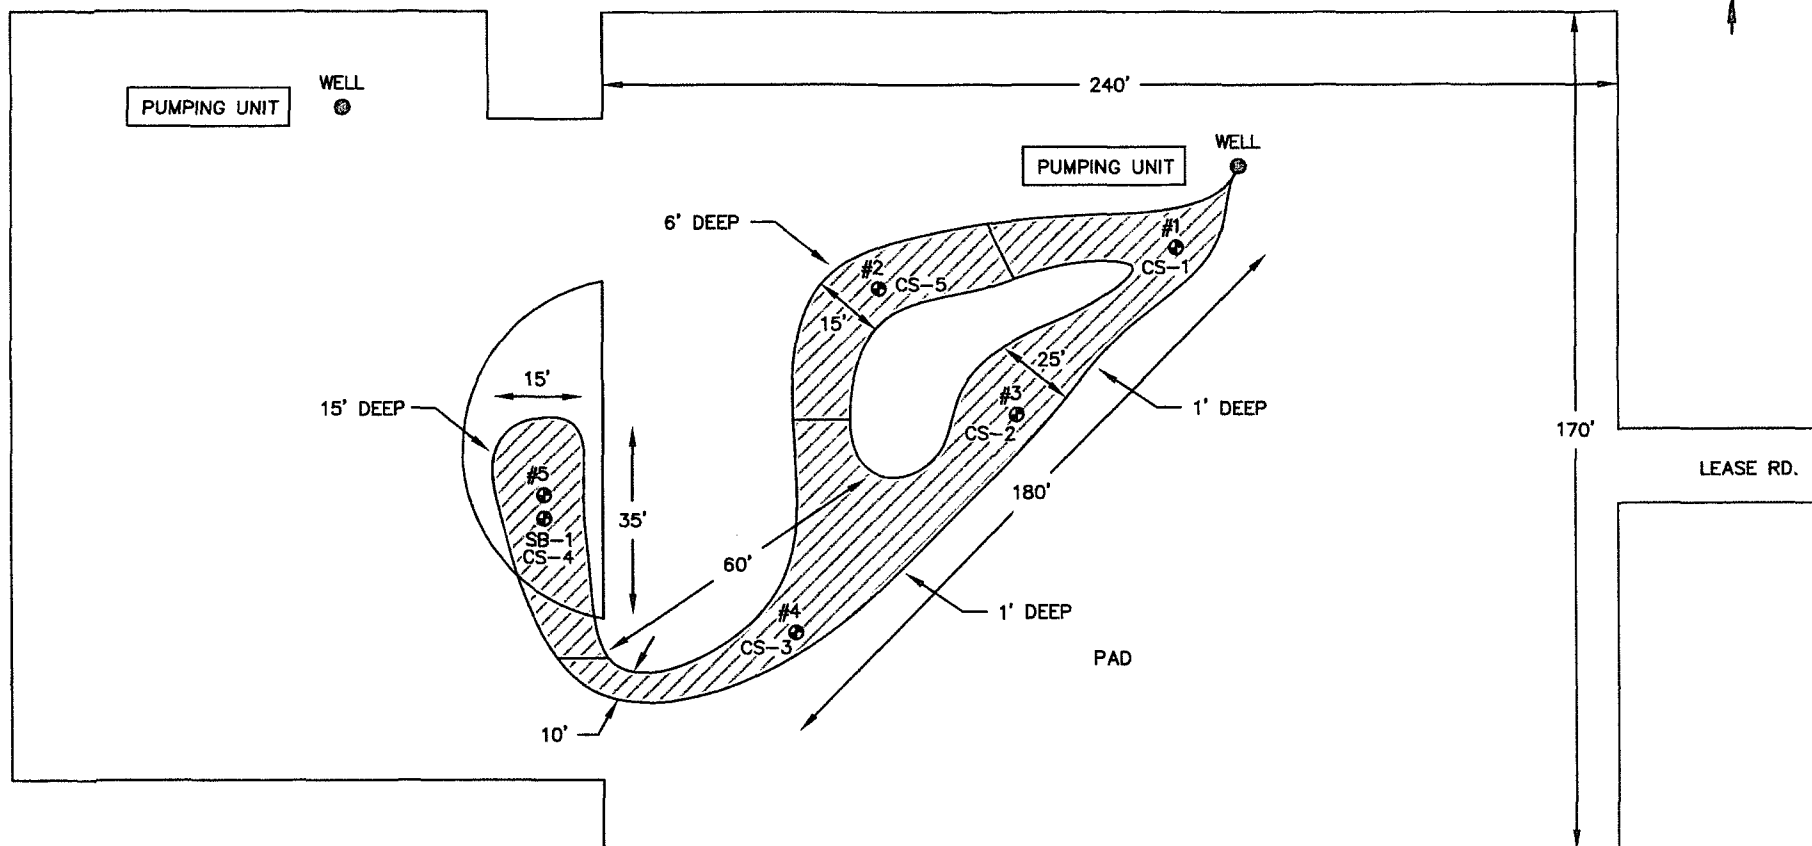 WELL
PUMPING UNIT
240'
WELL
PUMPING UNIT
6' DEEP
#1
CS-1
#2
CS-5
15'
25'
15'
15' DEEP
#3
CS-2
1' DEEP
170'
LEASE RD.
#5
SB-1
CS-4
35'
180'
60'
1' DEEP
#4
CS-3
PAD
10'